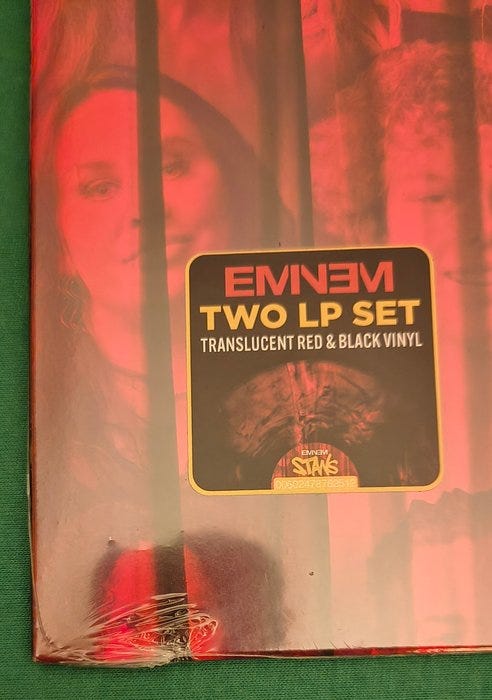 EMINEM
TWO LP SET
TRANSLUCENT RED & BLACK VINYL
EMINEM
STANS